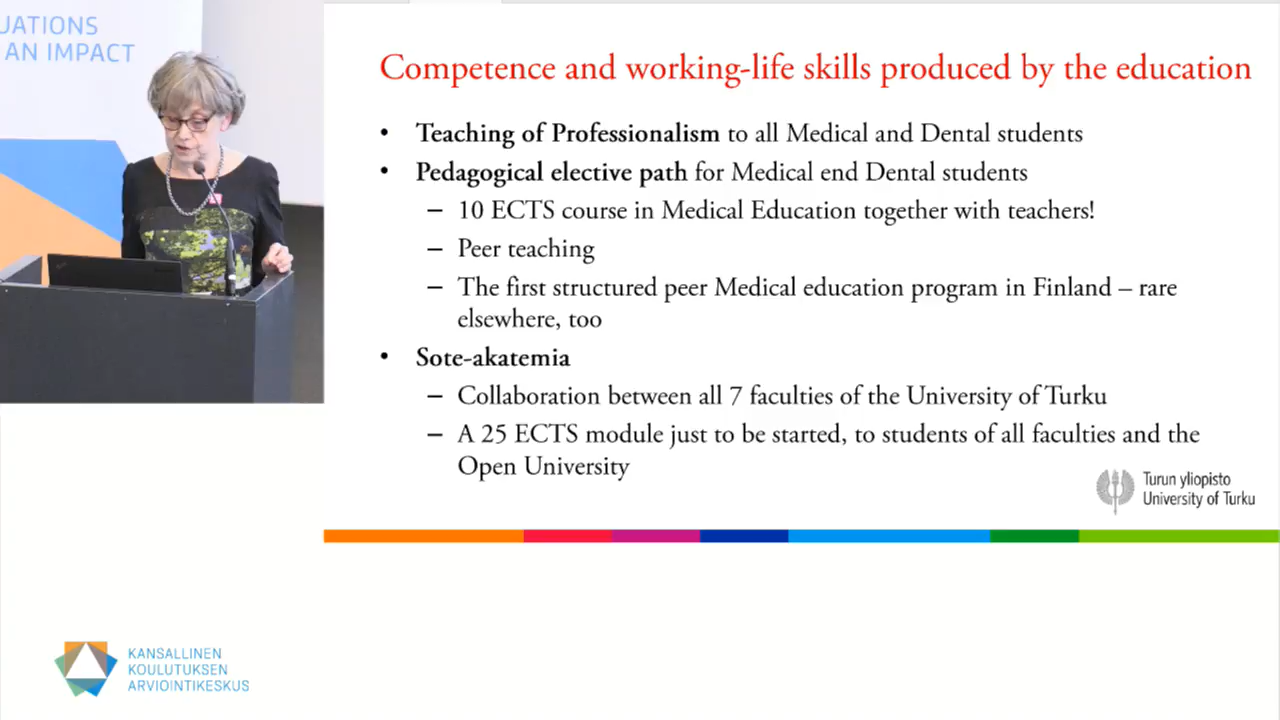 UATIONS
AN IMPACT
Competence and working-life skills produced by the education
• Teaching of Professionalism to all Medical and Dental students
• Pedagogical elective path for Medical end Dental students
– 10 ECTS course in Medical Education together with teachers!
– Peer teaching
– The first structured peer Medical education program in Finland – rare
elsewhere, too
• Sote-akatemia
– Collaboration between all 7 faculties of the University of Turku
– A 25 ECTS module just to be started, to students of all faculties and the
Open University
Turun yliopisto
University of Turku
KANSALLINEN
KOULUTUKSEN
ARVIOINTIKESKUS